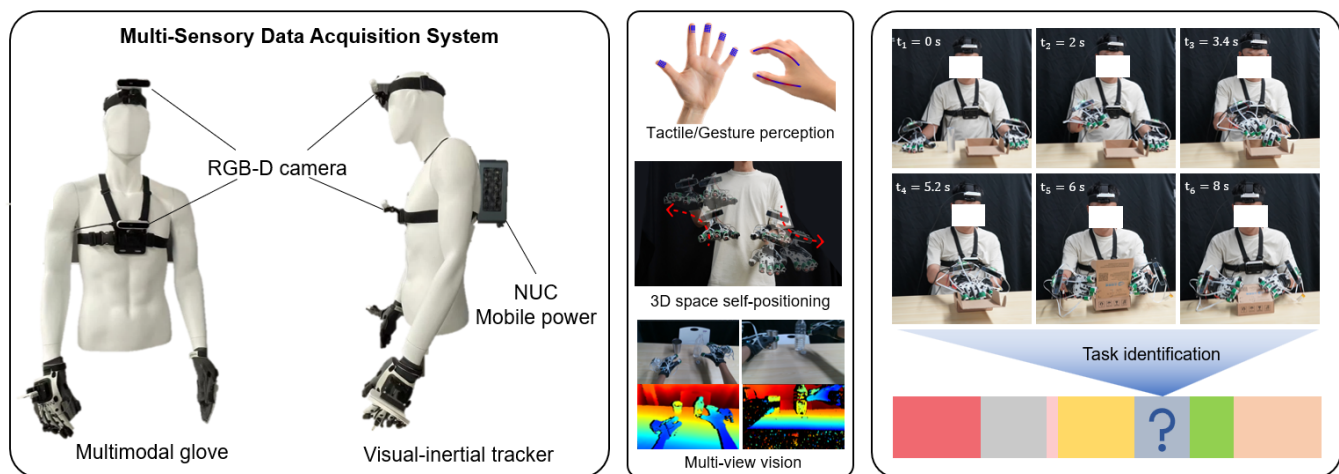 Multi-Sensory Data Acquisition System
RGB-D camera
NUC
Mobile power
Multimodal glove
Visual-inertial tracker
Tactile/Gesture perception
3D space self-positioning
Multi-view vision
t₁ = 0 s
t₂ = 2 s
t₃ = 3.4 s
t₄ = 5.2 s
t₅ = 6 s
t₆ = 8 s
Task identification
?